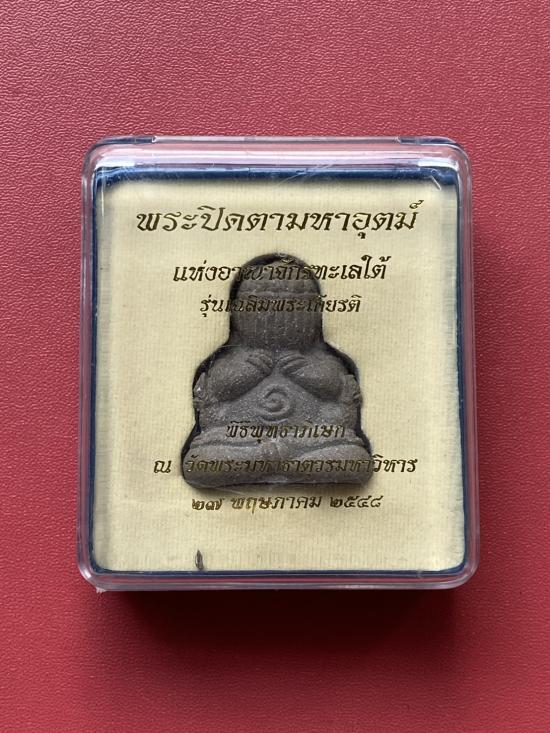 พระปิดตามหาอุตม์
แห่งอาณาจักรทะเลใต้
รุ่นเฉลิมพระเกียรติ
พิธีพุทธาภิเษก
ณ วัดพระมหาธาตุวรมหาวิหาร
๒๗ พฤษภาคม ๒๕๔๘